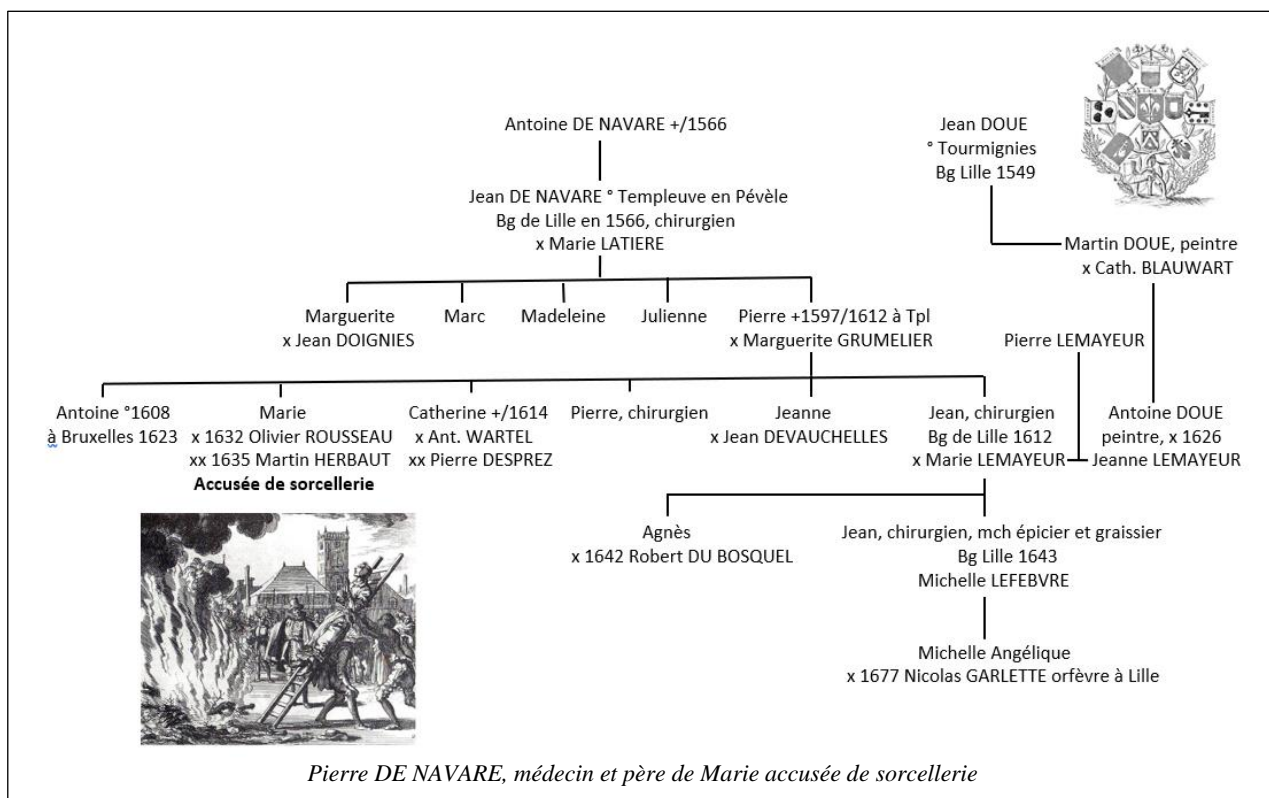 Antoine DE NAVARE +/1566
Jean DOUE
° Tourmignies
Bg Lille 1549
Jean DE NAVARE ° Templeuve en Pévèle
Bg de Lille en 1566, chirurgien
x Marie LATIERE
Martin DOUE, peintre
x Cath. BLAUWART
Marguerite
x Jean DOIGNIES
Marc
Madeleine
Julienne
Pierre +1597/1612 à Tpl
x Marguerite GRUMELIER
Pierre LEMAYEUR
Antoine °1608
à Bruxelles 1623
Marie
x 1632 Olivier ROUSSEAU
xx 1635 Martin HERBAUT
Accusée de sorcellerie
Catherine +/1614
x Ant. WARTEL
xx Pierre DESPREZ
Pierre, chirurgien
Jeanne
x Jean DEVAUCHELLES
Jean, chirurgien
Bg de Lille 1612
x Marie LEMAYEUR
Antoine DOUE
peintre, x 1626
Jeanne LEMAYEUR
Agnès
x 1642 Robert DU BOSQUEL
Jean, chirurgien, mch épicier et graissier
Bg Lille 1643
Michelle LEFEBVRE
Michelle Angélique
x 1677 Nicolas GARLETTE orfèvre à Lille
Pierre DE NAVARE, médecin et père de Marie accusée de sorcellerie